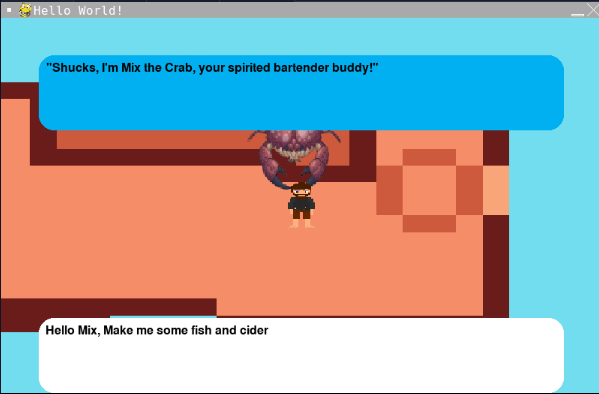 Hello World!
"Shucks, I'm Mix the Crab, your spirited bartender buddy!"
Hello Mix, Make me some fish and cider